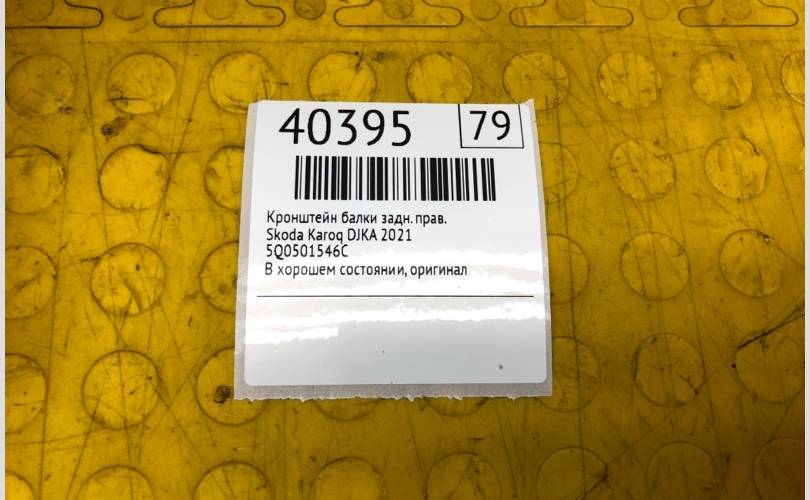 40395 79
Кронштейн балки задн. прав.
Skoda Karoq DJKA 2021
5Q0501546C
В хорошем состоянии, оригинал